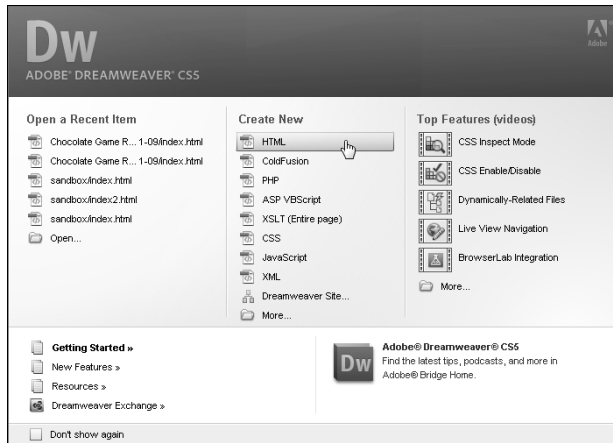 Dw
Adobe
ADOBE® DREAMWEAVER® CS5
Open a Recent Item
Chocolate Game R... 1-09/index.html
Chocolate Game R... 1-09/index.html
sandbox/index.html
sandbox/index2.html
sandbox/index.html
Open...
Create New
HTML
ColdFusion
PHP
ASP VBScript
XSLT (Entire page)
CSS
JavaScript
XML
Dreamweaver Site...
More...
Top Features (videos)
CSS Inspect Mode
CSS Enable/Disable
Dynamically-Related Files
Live View Navigation
BrowserLab Integration
More...
Getting Started »
New Features »
Resources »
Dreamweaver Exchange »
Dw
Adobe® Dreamweaver® CS5
Find the latest tips, podcasts, and more in
Adobe® Bridge Home.
Don't show again